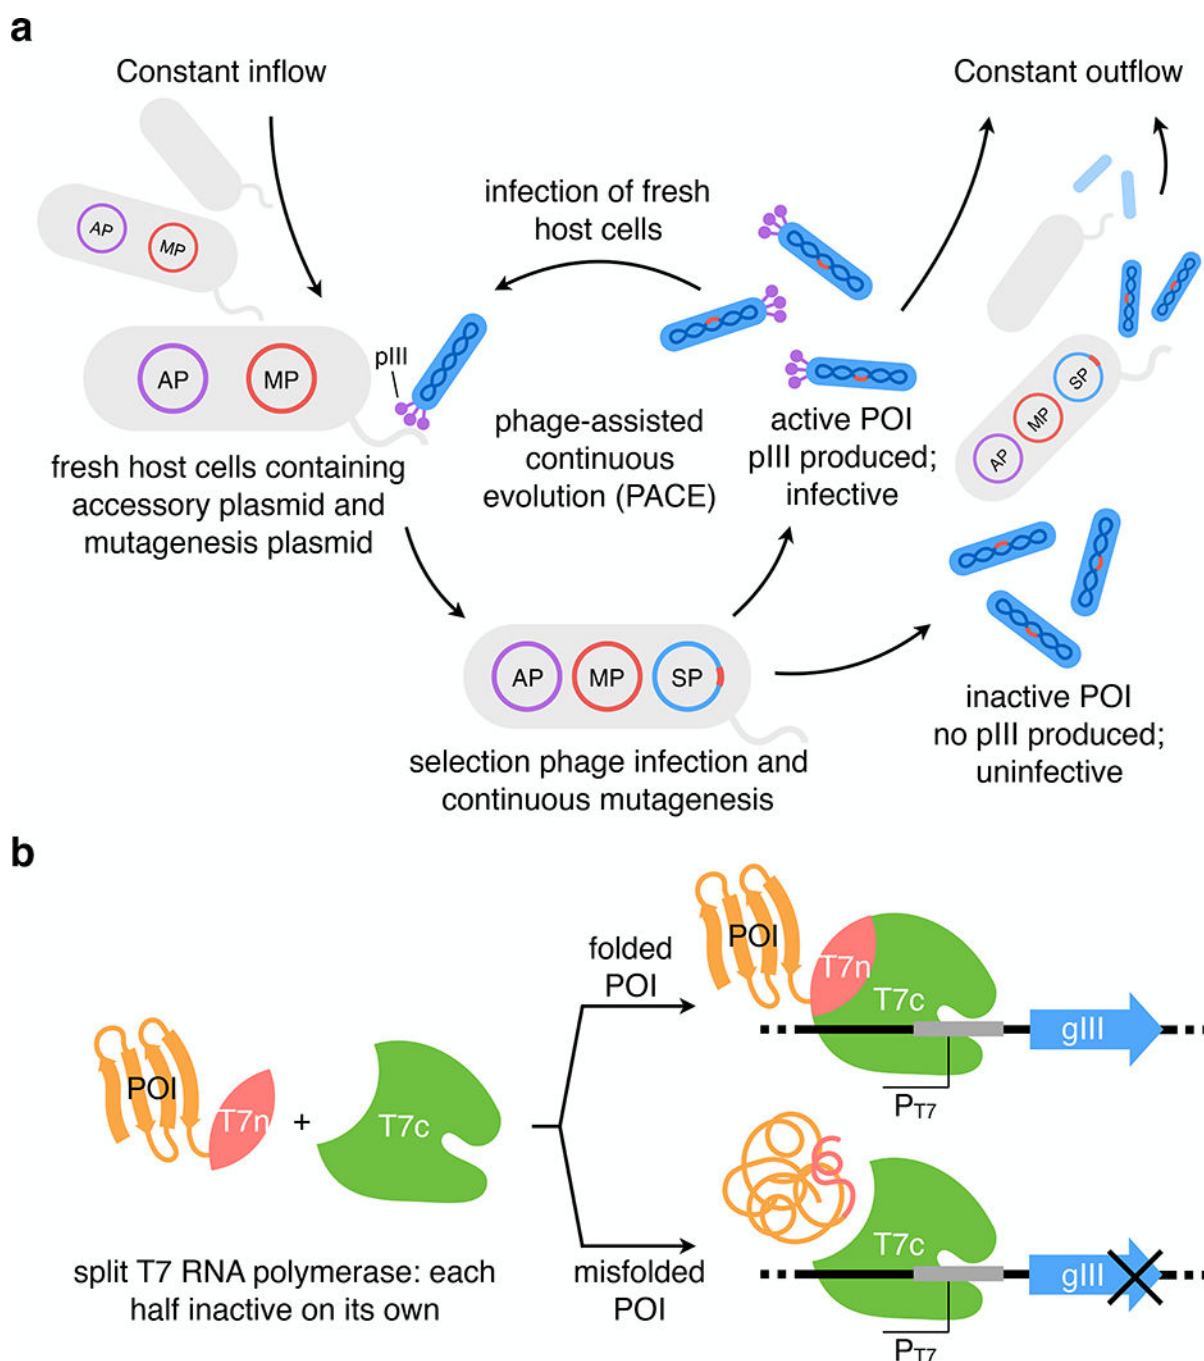 a
Constant inflow
Constant outflow
infection of fresh
host cells
AP
MP
AP
MP
pIII
phage-assisted
continuous
evolution (PACE)
active POI
pIII produced;
infective
SP
MP
AP
fresh host cells containing
accessory plasmid and
mutagenesis plasmid
AP
MP
SP
selection phage infection and
continuous mutagenesis
inactive POI
no pIII produced;
uninfective
b
POI
T7n
+
T7c
split T7 RNA polymerase: each
half inactive on its own
folded
POI
POI
T7n
T7c
gIII
PT7
misfolded
POI
T7c
gIII
PT7